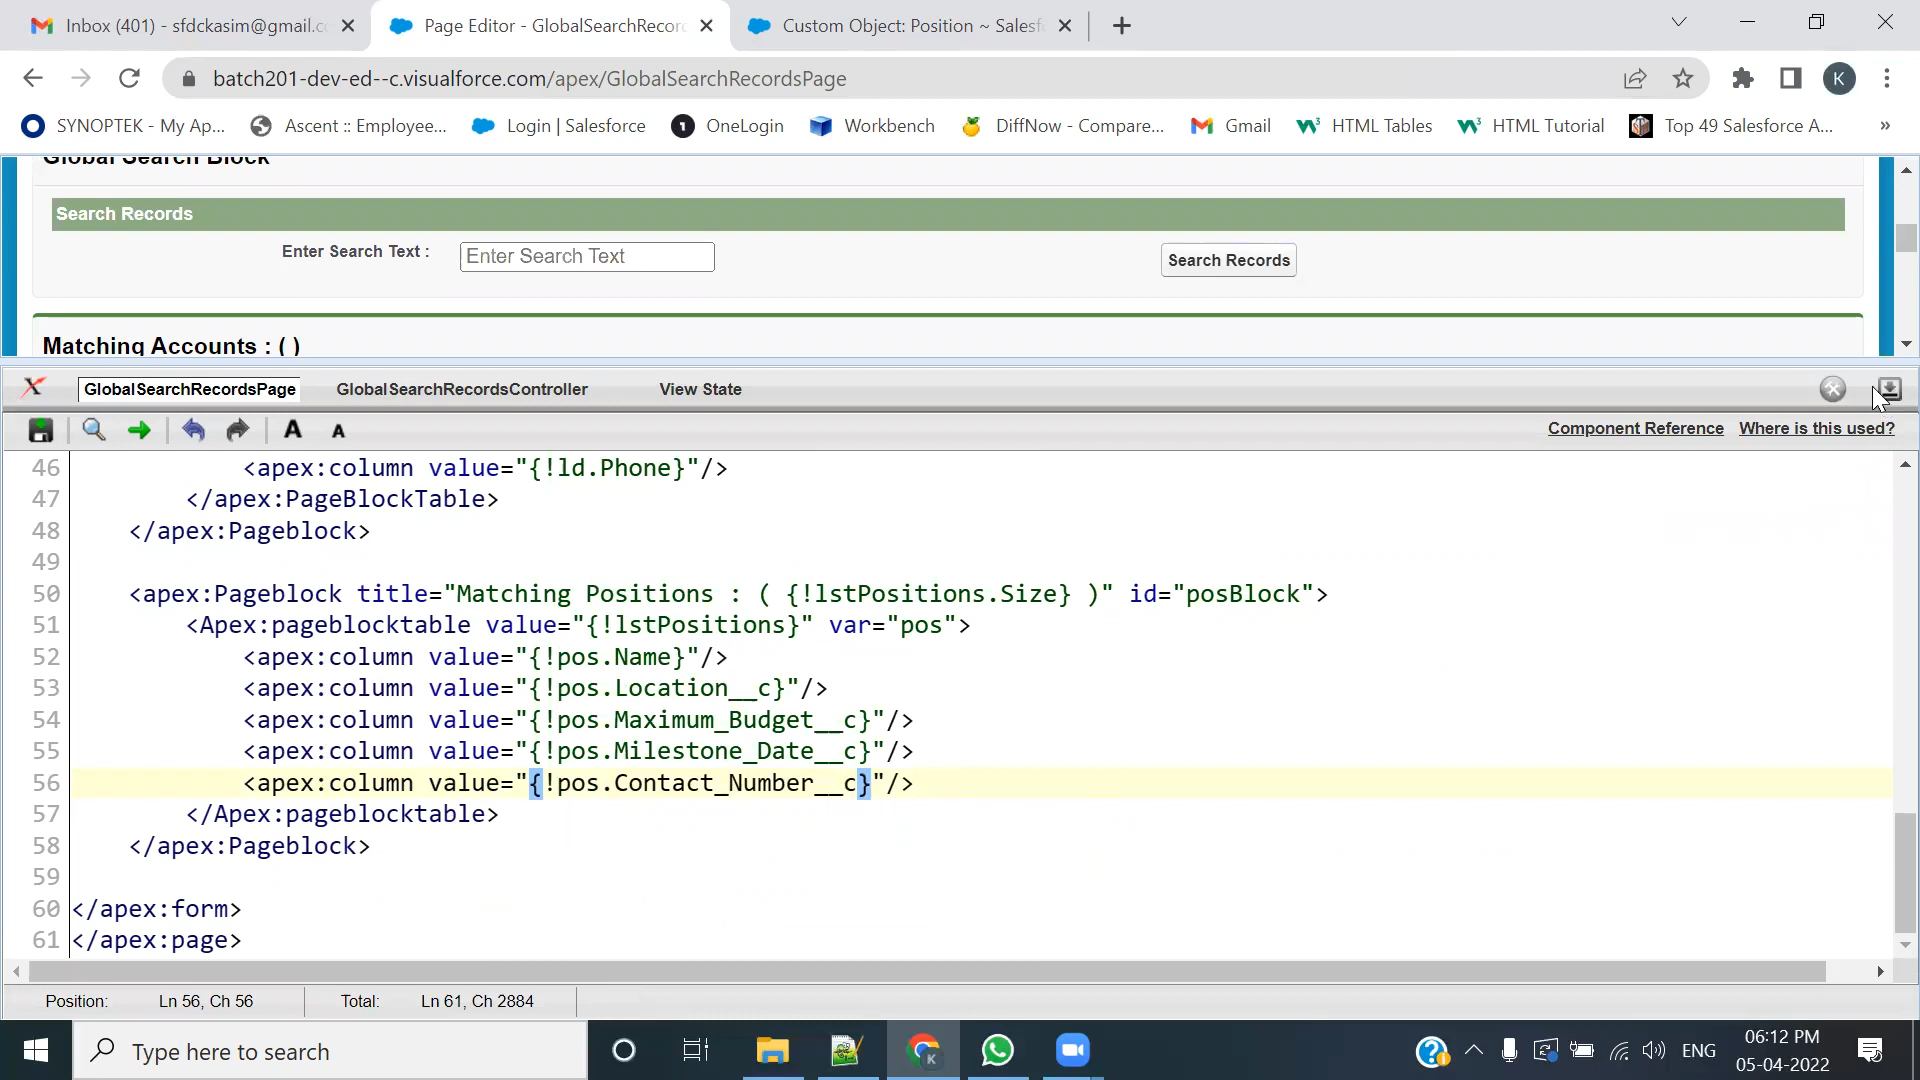 Inbox (401) - sfdckasim@gmail.c
Page Editor - GlobalSearchRecor
Custom Object: Position ~ Salesf
batch201-dev-ed--c.visualforce.com/apex/GlobalSearchRecordsPage
K
SYNOPTEK - My Ap...
Ascent :: Employee...
Login | Salesforce
OneLogin
Workbench
DiffNow - Compare...
Gmail
HTML Tables
HTML Tutorial
Top 49 Salesforce A...
»
Global Search Block
Search Records
Enter Search Text :
Enter Search Text
Search Records
Matching Accounts : ( )
GlobalSearchRecordsPage
GlobalSearchRecordsController
View State
A
A
Component Reference
Where is this used?
46 <apex:column value="{!ld.Phone}"/>
47 </apex:PageBlockTable>
48 </apex:Pageblock>
49
50 <apex:Pageblock title="Matching Positions : ( {!lstPositions.Size} )" id="posBlock">
51 <Apex:pageblocktable value="{!lstPositions}" var="pos">
52 <apex:column value="{!pos.Name}"/>
53 <apex:column value="{!pos.Location__c}"/>
54 <apex:column value="{!pos.Maximum_Budget__c}"/>
55 <apex:column value="{!pos.Milestone_Date__c}"/>
56 <apex:column value="{!pos.Contact_Number__c}"/>
57 </Apex:pageblocktable>
58 </apex:Pageblock>
59
60 </apex:form>
61 </apex:page>
Position: Ln 56, Ch 56 Total: Ln 61, Ch 2884
Type here to search
K
ENG
06:12 PM
05-04-2022